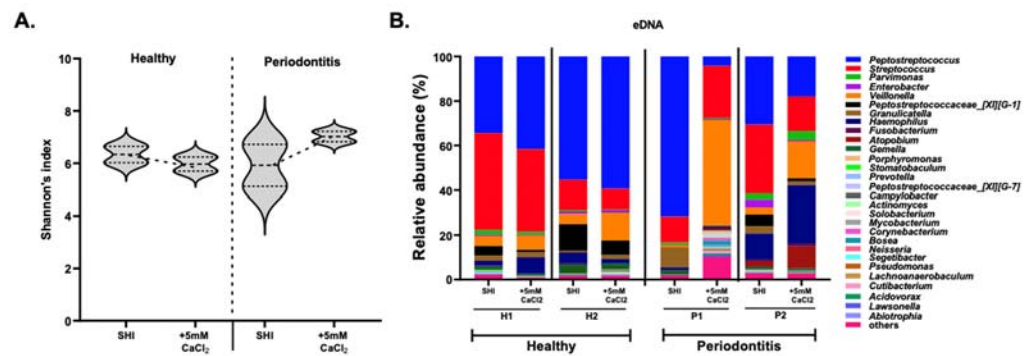 A.
B.
eDNA
Healthy
Periodontitis
Shannon's index
10
8
6
4
2
0
SHI
+5mM
CaCl2
SHI
+5mM
CaCl2
Relative abundance (%)
100
80
60
40
20
0
SHI
+5mM
CaCl2
SHI
+5mM
CaCl2
SHI
+5mM
CaCl2
SHI
+5mM
CaCl2
H1
H2
P1
P2
Healthy
Periodontitis
Peptostreptococcus
Streptococcus
Parvimonas
Enterobacter
Veillonella
Peptostreptococcaceae_[XI][G-1]
Granulicatella
Haemophilus
Fusobacterium
Atopobium
Gemella
Porphyromonas
Stomatobaculum
Prevotella
Peptostreptococcaceae_[XI][G-7]
Campylobacter
Actinomyces
Solobacterium
Mycobacterium
Corynebacterium
Bosea
Neisseria
Segetibacter
Pseudomonas
Lachnoanaerobaculum
Cutibacterium
Acidovorax
Lawsonella
Abiotrophia
others